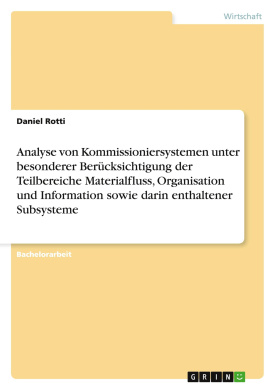 Wirtschaft
Daniel Rotti
Analyse von Kommissioniersystemen unter
besonderer Berücksichtigung der
Teilbereiche Materialfluss, Organisation
und Information sowie darin enthaltener
Subsysteme
Bachelorarbeit
GRIN